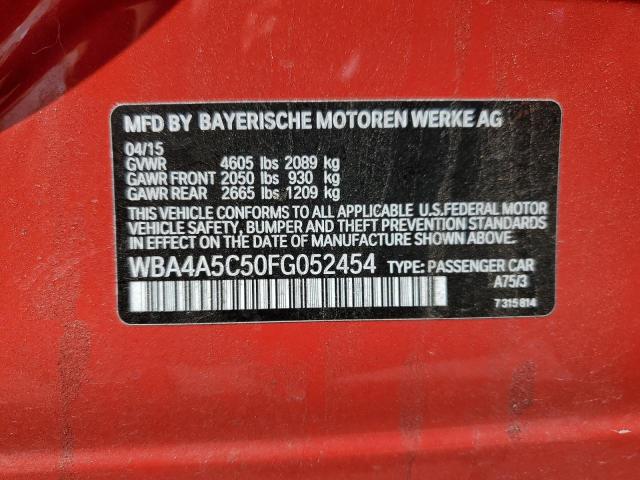 MFD BY BAYERISCHE MOTOREN WERKE AG
04/15
GVWR 4605 lbs 2089 kg
GAWR FRONT 2050 lbs 930 kg
GAWR REAR 2665 lbs 1209 kg
THIS VEHICLE CONFORMS TO ALL APPLICABLE U.S.FEDERAL MOTOR
VEHICLE SAFETY, BUMPER AND THEFT PREVENTION STANDARDS
IN EFFECT ON THE DATE OF MANUFACTURE SHOWN ABOVE.
WBA4A5C50FG052454 TYPE: PASSENGER CAR
A75/3
7 315 814